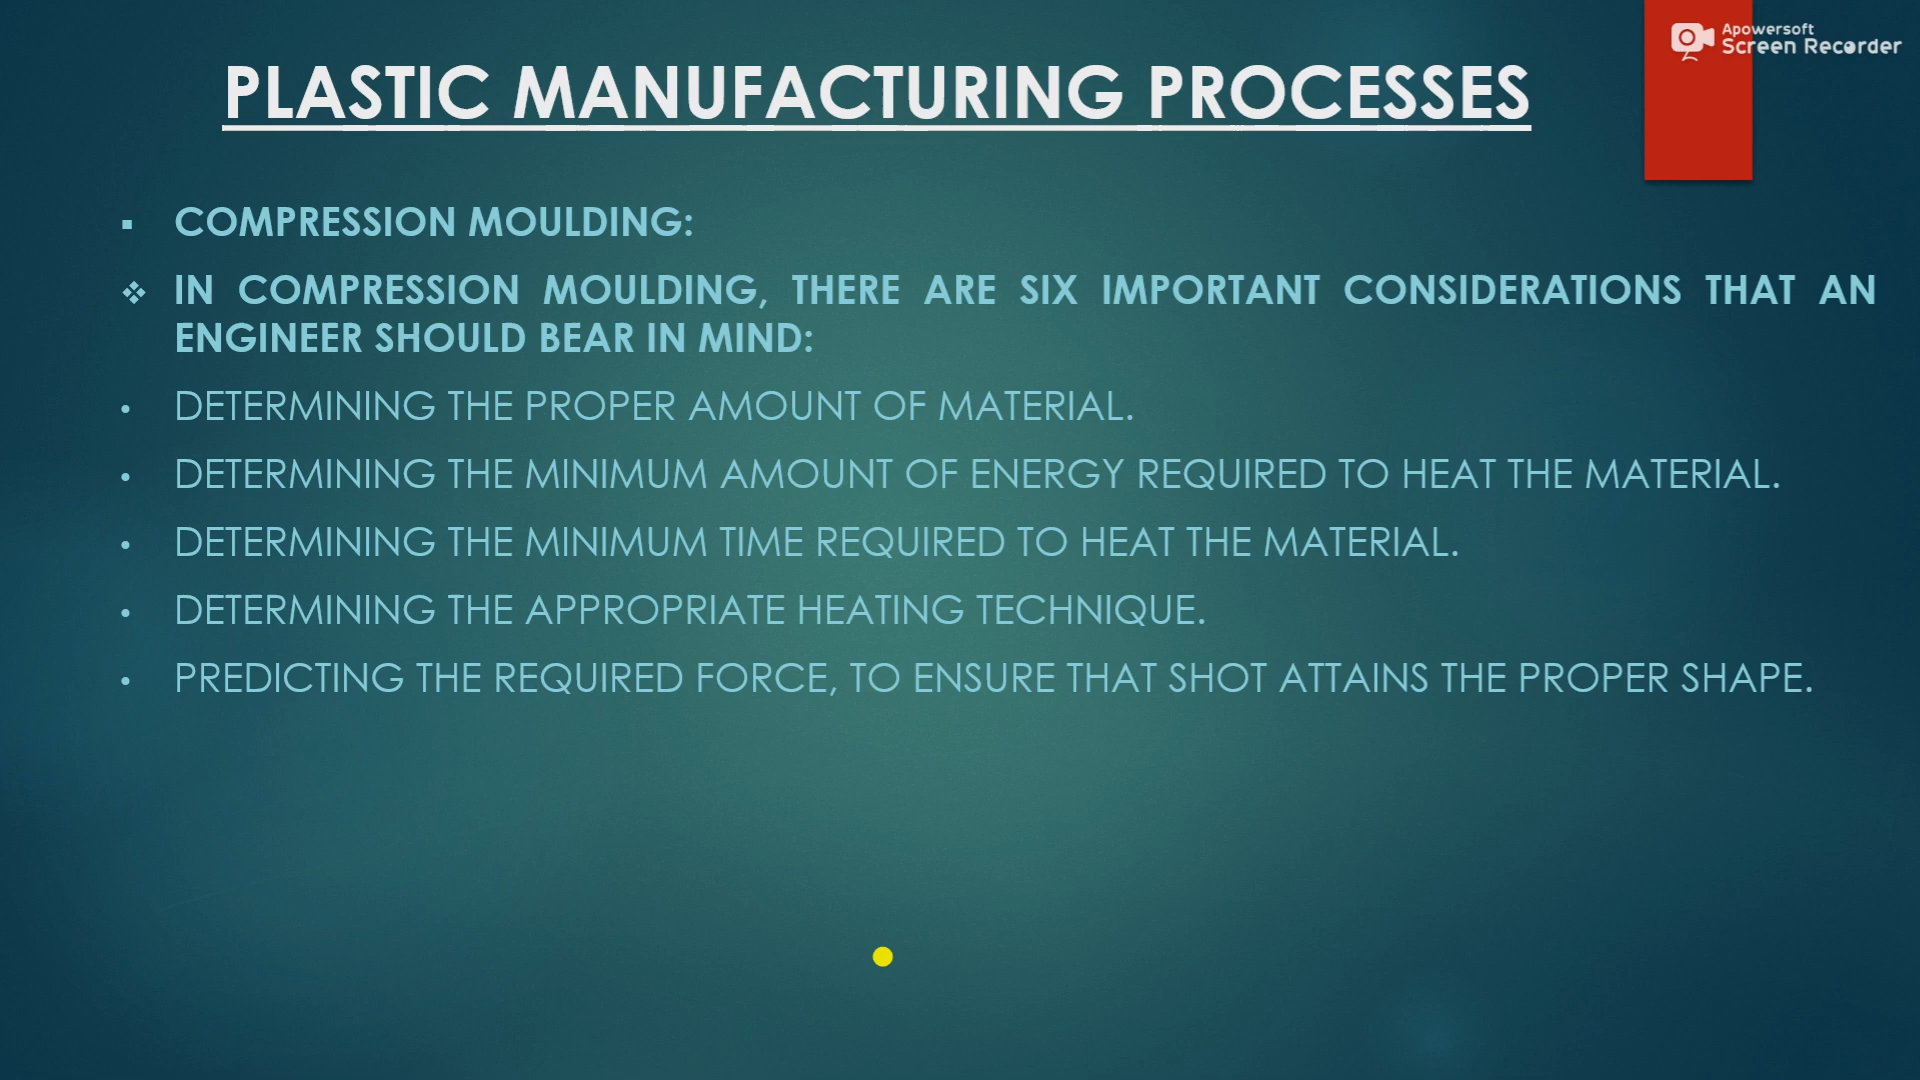 Apowersoft
Screen Recorder
PLASTIC MANUFACTURING PROCESSES
▪ COMPRESSION MOULDING:
❖ IN COMPRESSION MOULDING, THERE ARE SIX IMPORTANT CONSIDERATIONS THAT AN
ENGINEER SHOULD BEAR IN MIND:
• DETERMINING THE PROPER AMOUNT OF MATERIAL.
• DETERMINING THE MINIMUM AMOUNT OF ENERGY REQUIRED TO HEAT THE MATERIAL.
• DETERMINING THE MINIMUM TIME REQUIRED TO HEAT THE MATERIAL.
• DETERMINING THE APPROPRIATE HEATING TECHNIQUE.
• PREDICTING THE REQUIRED FORCE, TO ENSURE THAT SHOT ATTAINS THE PROPER SHAPE.